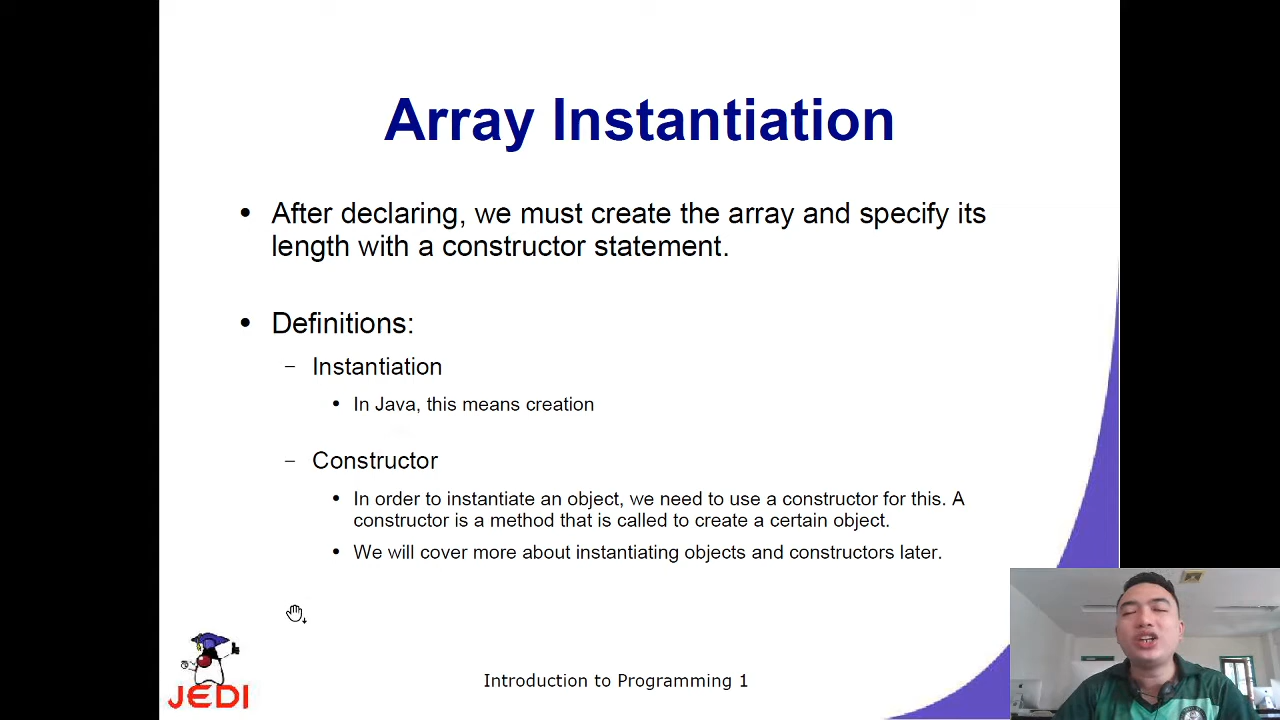 Array Instantiation
• After declaring, we must create the array and specify its
length with a constructor statement.
• Definitions:
– Instantiation
• In Java, this means creation
– Constructor
• In order to instantiate an object, we need to use a constructor for this. A
constructor is a method that is called to create a certain object.
• We will cover more about instantiating objects and constructors later.
JEDI
Introduction to Programming 1